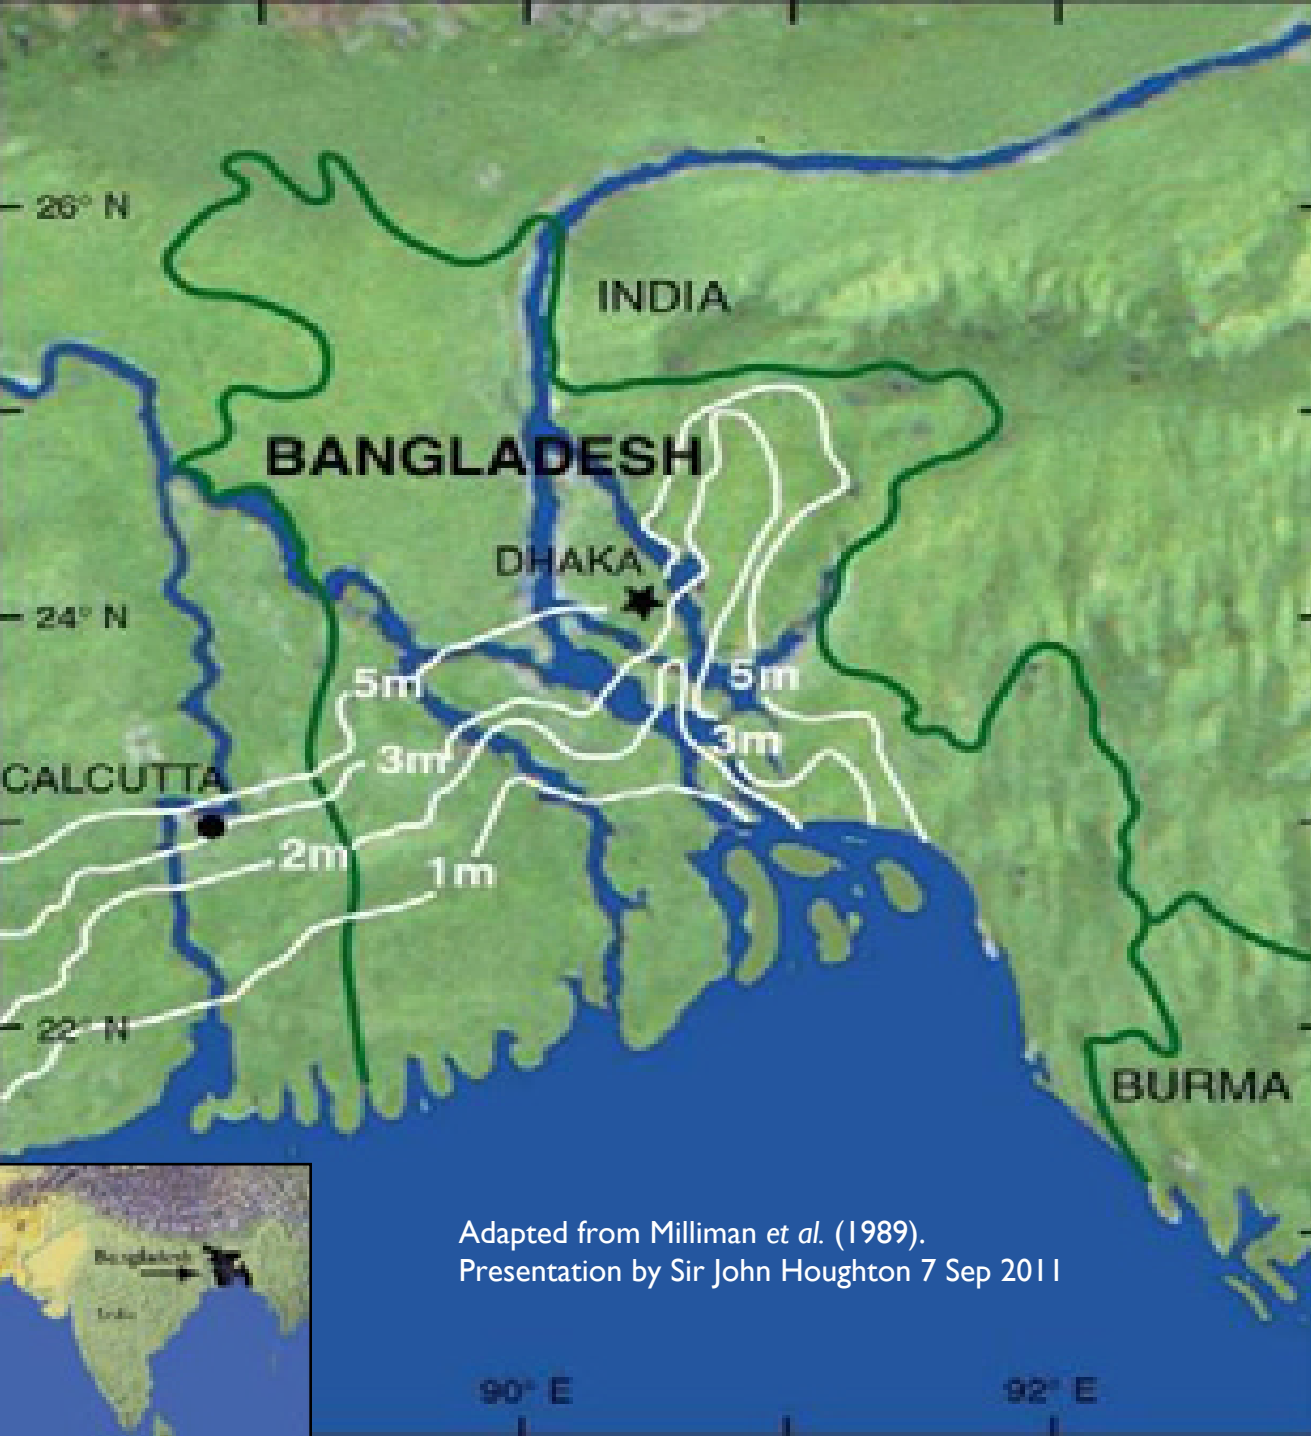 26° N
INDIA
BANGLADESH
DHAKA
24° N
5m
5m
3m
3m
CALCUTTA
2m
1m
22° N
BURMA
Bangladesh
India
Adapted from Milliman et al. (1989).
Presentation by Sir John Houghton 7 Sep 2011
90° E
92° E